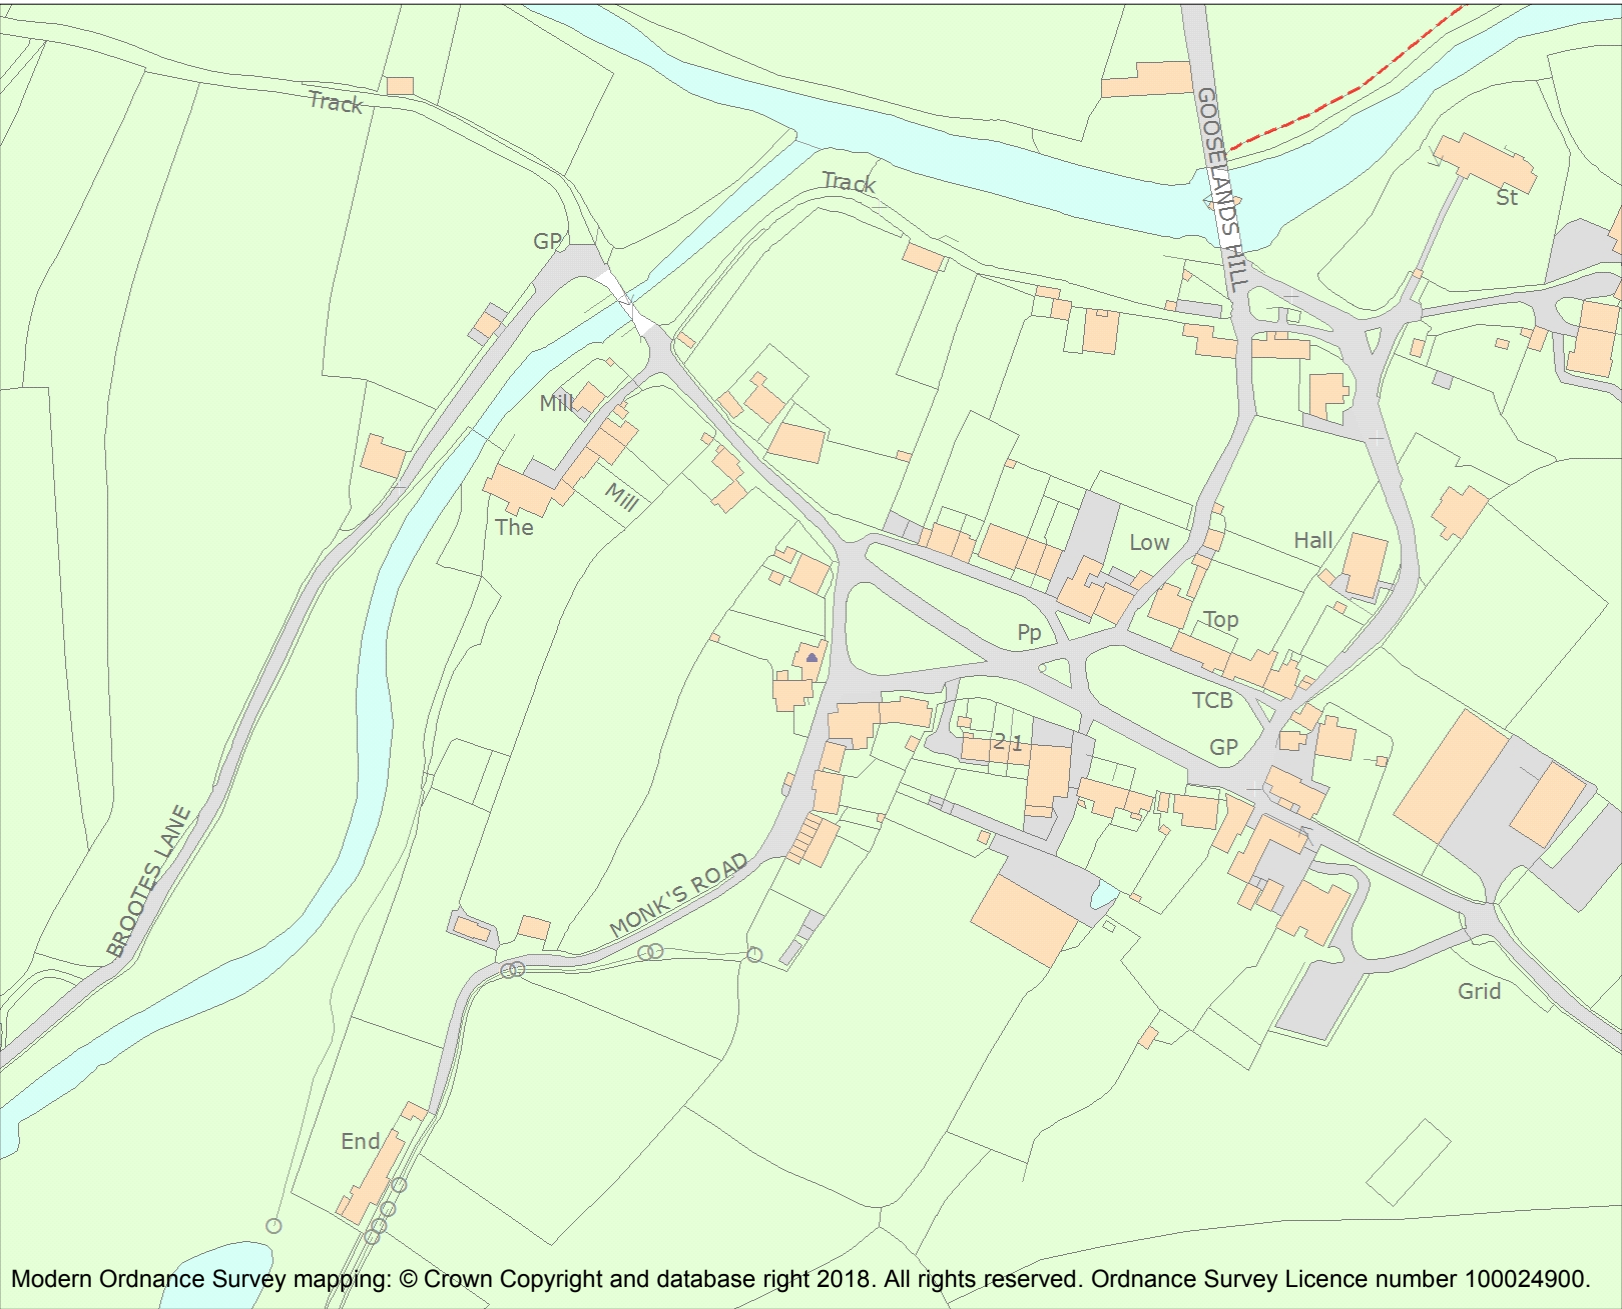 Track
GOOSELANDS HILL
Track
St
GP
Mill
Mill
The
Low
Hall
Top
Pp
TCB
GP
2 1
BROOTES LANE
MONK'S ROAD
Grid
End
Modern Ordnance Survey mapping: © Crown Copyright and database right 2018. All rights reserved. Ordnance Survey Licence number 100024900.